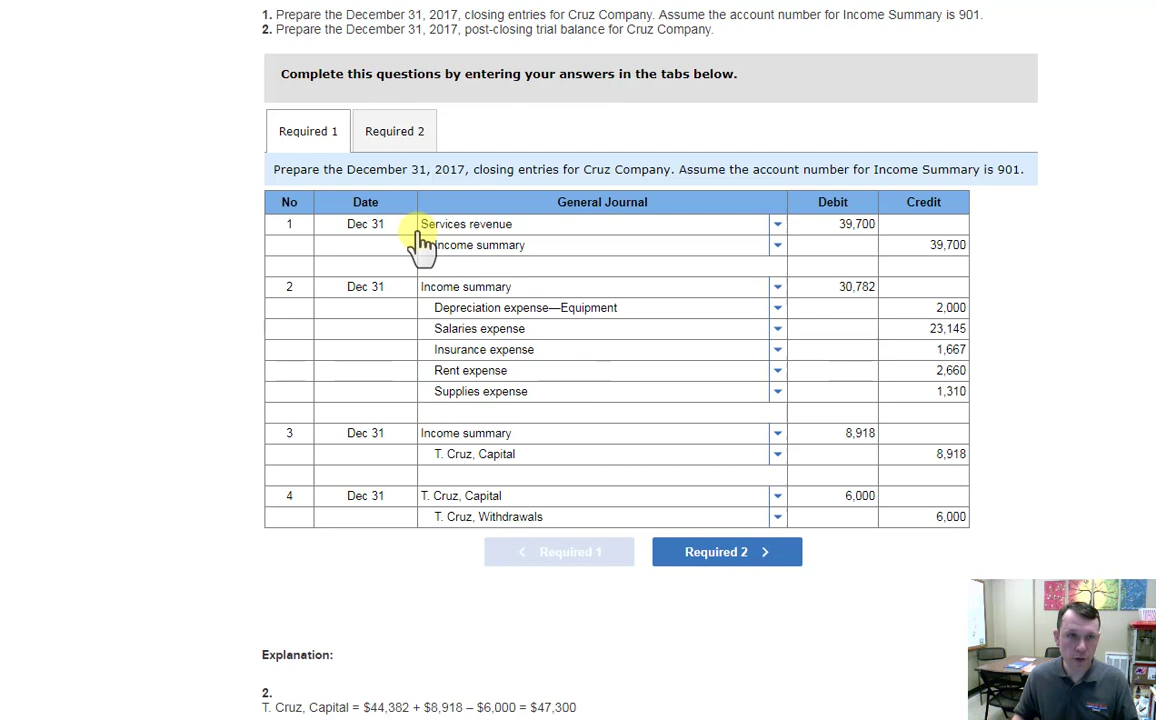 1. Prepare the December 31, 2017, closing entries for Cruz Company. Assume the account number for Income Summary is 901.
2. Prepare the December 31, 2017, post-closing trial balance for Cruz Company.
Complete this questions by entering your answers in the tabs below.
Required 1 Required 2
Prepare the December 31, 2017, closing entries for Cruz Company. Assume the account number for Income Summary is 901.
No Date General Journal Debit Credit
1 Dec 31 Services revenue 39,700
Income summary 39,700
2 Dec 31 Income summary 30,782
Depreciation expense—Equipment 2,000
Salaries expense 23,145
Insurance expense 1,667
Rent expense 2,660
Supplies expense 1,310
3 Dec 31 Income summary 8,918
T. Cruz, Capital 8,918
4 Dec 31 T. Cruz, Capital 6,000
T. Cruz, Withdrawals 6,000
< Required 1 Required 2 >
Explanation:
2.
T. Cruz, Capital = $44,382 + $8,918 – $6,000 = $47,300